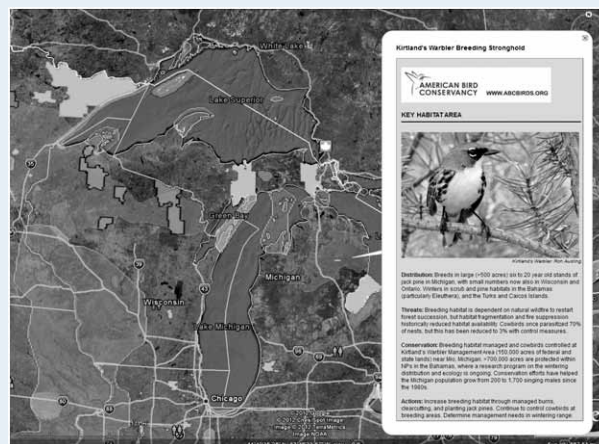 White Lake
Lake Superior
35
Green Bay
Michigan
39
43
Wisconsin
Lake Michigan
Chicago
Kirtland's Warbler Breeding Stronghold
AMERICAN BIRD
CONSERVANCY
WWW.ABCBIRDS.ORG
KEY HABITAT AREA
Kirtland's Warbler: Ron Austing
Distribution: Breeds in large (>500 acres) six to 20 year old stands of
jack pine in Michigan, with small numbers now also in Wisconsin and
Ontario. Winters in scrub and pine habitats in the Bahamas
(particularly Eleuthera), and the Turks and Caicos Islands.
Threats: Breeding habitat is dependent on natural wildfire to restart
forest succession, but habitat fragmentation and fire suppression
historically reduced habitat availability. Cowbirds once parasitized 70%
of nests, but this has been reduced to 3% with control measures.
Conservation: Breeding habitat managed and cowbirds controlled at
Kirtland's Warbler Management Area (150,000 acres of federal and
state lands) near Mio, Michigan. >700,000 acres are protected within
NPs in the Bahamas, where a research program on the wintering
distribution and ecology is ongoing. Conservation efforts have helped
the Michigan population grow from 200 to 1,700 singing males since
the 1980s.
Actions: Increase breeding habitat through managed burns,
clearcutting, and planting jack pines. Continue to control cowbirds at
breeding areas. Determine management needs in wintering range.